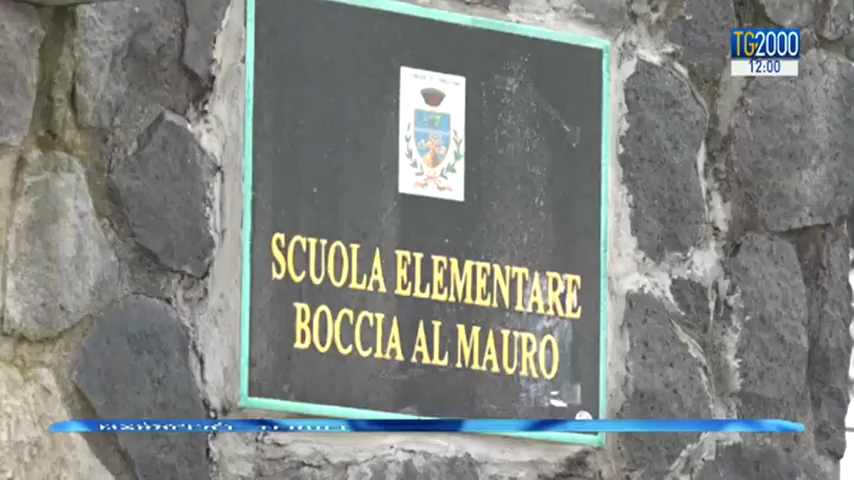 TG2000
12:00
SCUOLA ELEMENTARE
BOCCIA AL MAURO